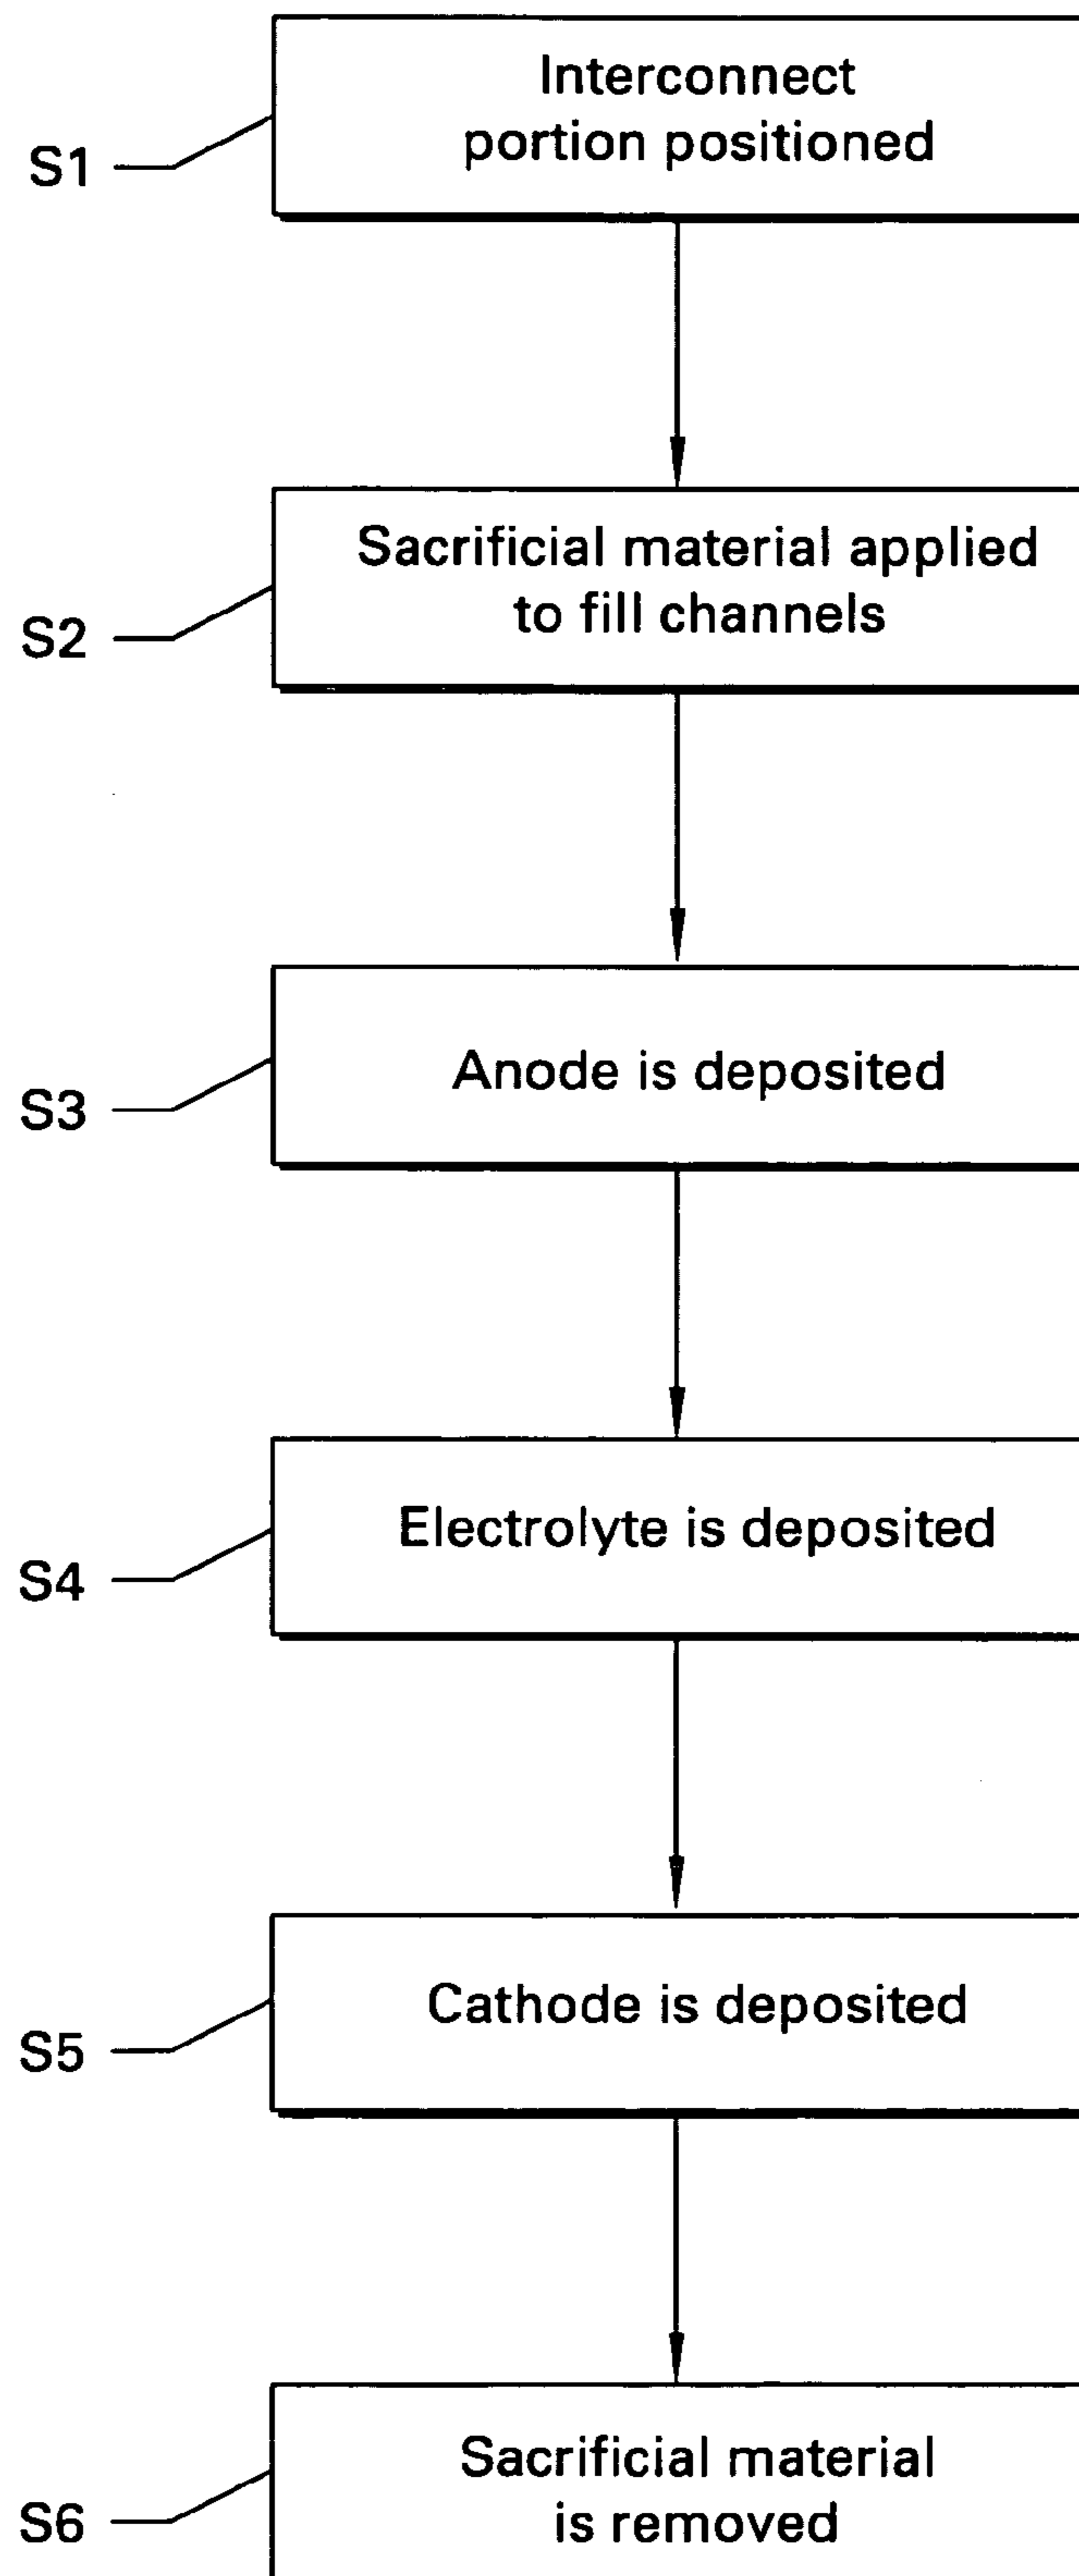 Interconnect
portion positioned
S1
Sacrificial material applied
to fill channels
S2
Anode is deposited
S3
Electrolyte is deposited
S4
Cathode is deposited
S5
Sacrificial material
is removed
S6